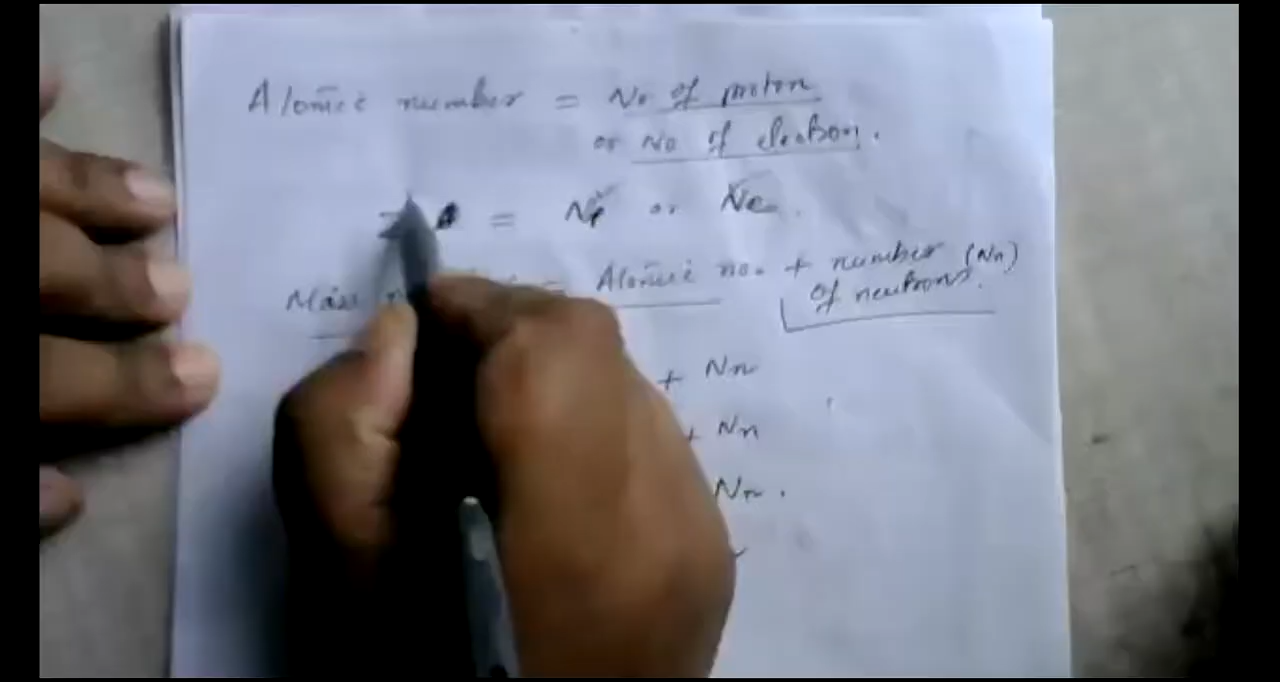 Atomic number = No of proton
or No of electron.
Z = Np or Ne.
Mass = Atomic no. + number (Nn)
of neutrons.
+ Nn
+ Nn
Nn.